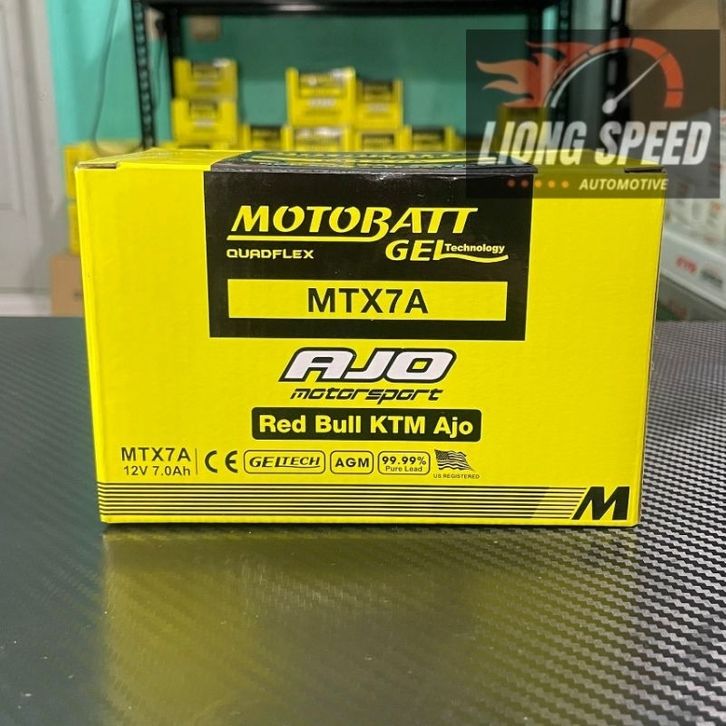 LIONG SPEED
AUTOMOTIVE
MOTOBATT
QUADFLEX
GEL Technology
MTX7A
AJO
motorsport
Red Bull KTM Ajo
MTX7A
12V 7.0Ah
CE
GELTECH
AGM
99.99%
Pure Lead
US REGISTERED
M